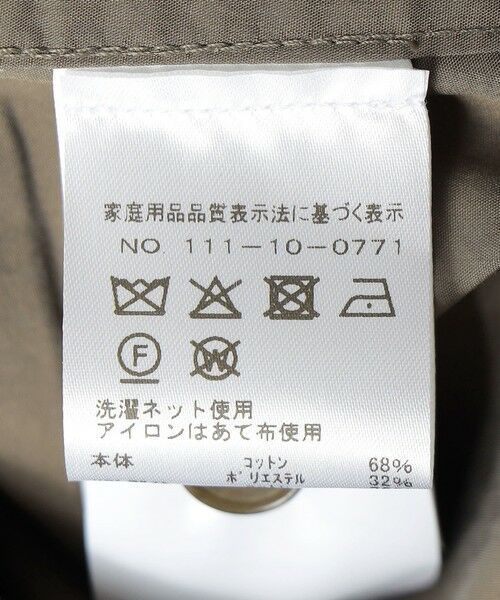 家庭用品品質表示法に基づく表示
NO. 111-10-0771
F
W
洗濯ネット使用
アイロンはあて布使用
本体 コットン 68%
ポリエステル 32%